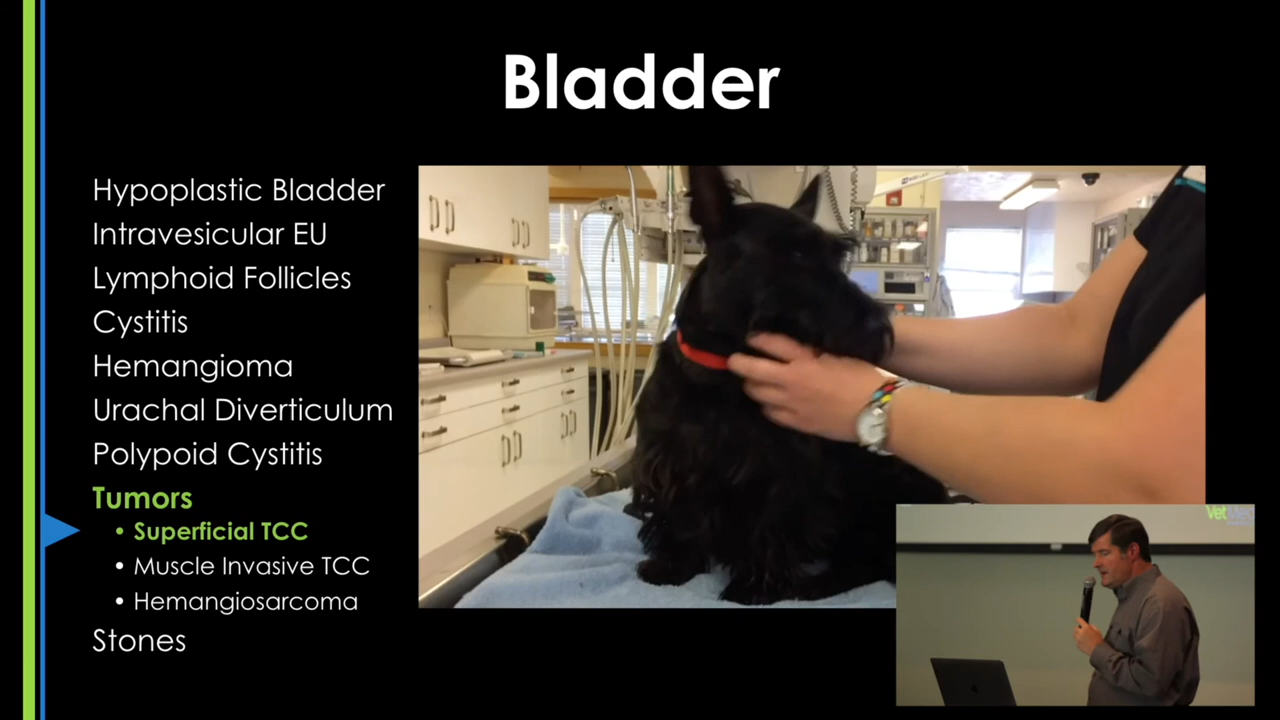 Bladder
Hypoplastic Bladder
Intravesicular EU
Lymphoid Follicles
Cystitis
Hemangioma
Urachal Diverticulum
Polypoid Cystitis
Tumors
• Superficial TCC
• Muscle Invasive TCC
• Hemangiosarcoma
Stones